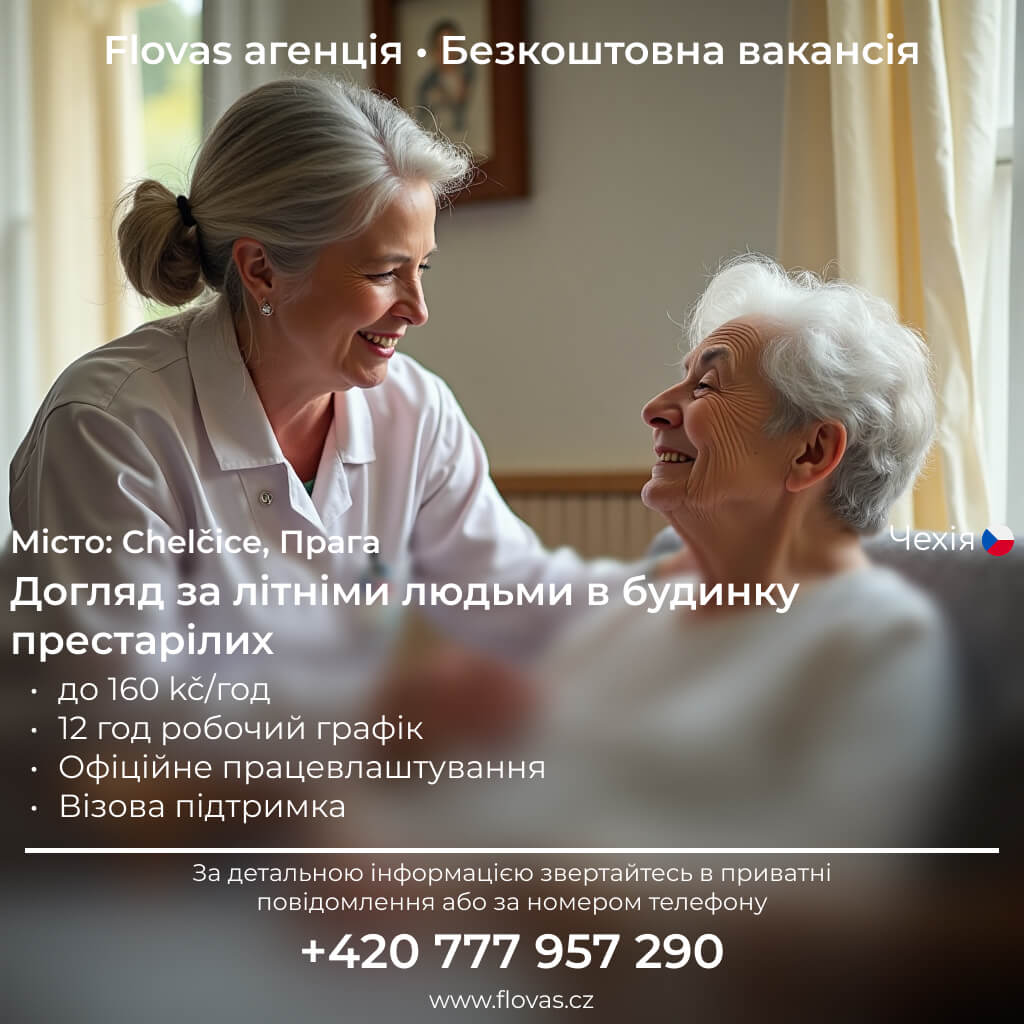 Flovas агенція • Безкоштовна вакансія
Місто: Chelčice, Прага
Чехія
Догляд за літніми людьми в будинку
престарілих
• до 160 kč/год
• 12 год робочий графік
• Офіційне працевлаштування
• Візова підтримка
За детальною інформацією звертайтесь в приватні
повідомлення або за номером телефону
+420 777 957 290
www.flovas.cz